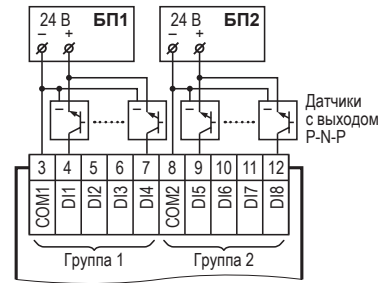 24 В БП1
– +
24 В БП2
– +
Датчики
с выходом
P-N-P
3 4 5 6 7 8 9 10 11 12
COM1 DI1 DI2 DI3 DI4 COM2 DI5 DI6 DI7 DI8
Группа 1 Группа 2